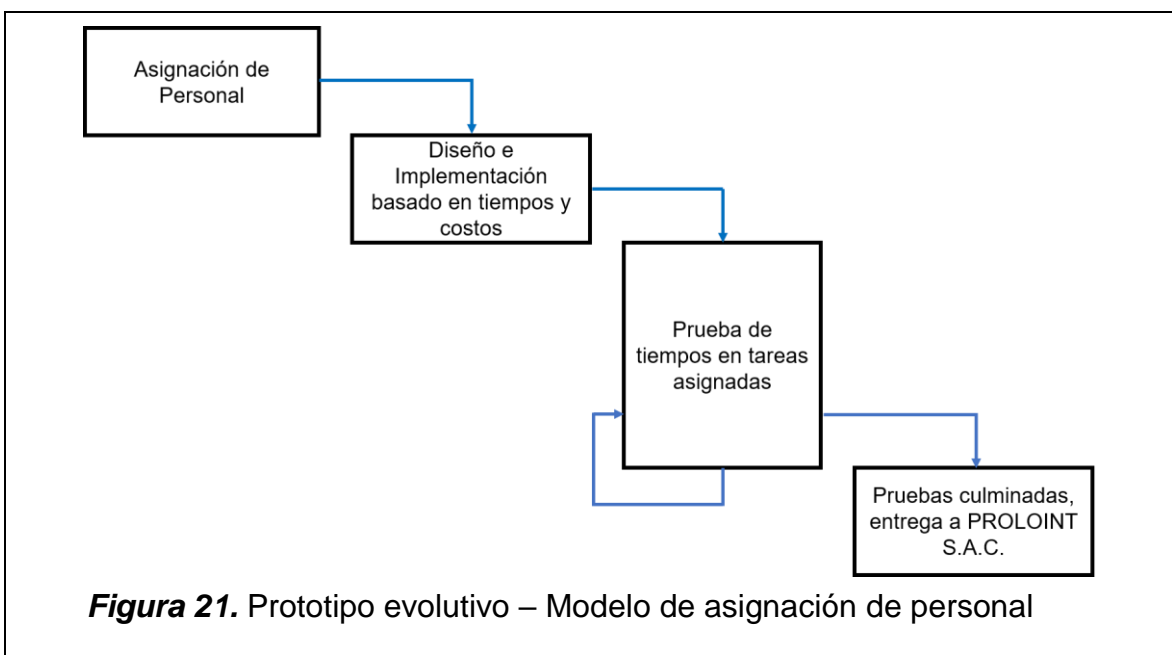 Asignación de
Personal
Diseño e
Implementación
basado en tiempos y
costos
Prueba de
tiempos en tareas
asignadas
Pruebas culminadas,
entrega a PROLOINT
S.A.C.
Figura 21. Prototipo evolutivo – Modelo de asignación de personal